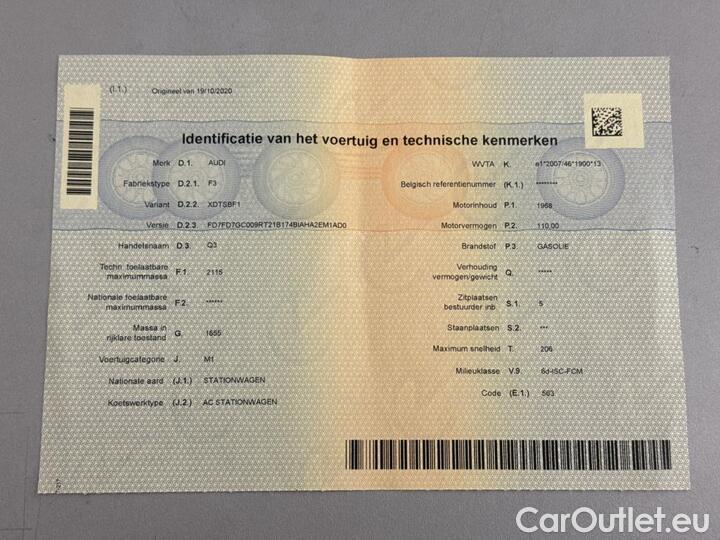 (I.1.) Origineel van 19/10/2020
Identificatie van het voertuig en technische kenmerken
Merk D.1. AUDI
Fabriekstype D.2.1. F3
Variant D.2.2. XDTSBF1
Versie D.2.3. FD7FD7GC009RT21B174BIAHA2EM1AD0
Handelsnaam D.3. Q3
Techn. toelaatbare
maximummassa F.1. 2115
Nationale toelaatbare
maximummassa F.2. ******
Massa in
rijklare toestand G. 1655
Voertuigcategorie J. M1
Nationale aard (J.1.) STATIONWAGEN
Koetswerktype (J.2.) AC STATIONWAGEN
WVTA K. e1*2007/46*1900*13
Belgisch referentienummer (K.1.) ********
Motorinhoud P.1. 1968
Motorvermogen P.2. 110,00
Brandstof P.3. GASOLIE
Verhouding
vermogen/gewicht Q. *****
Zitplaatsen
bestuurder inb. S.1. 5
Staanplaatsen S.2. ***
Maximum snelheid T. 206
Milieuklasse V.9. 6d-ISC-FCM
Code (E.1.) 563
CarOutlet.eu